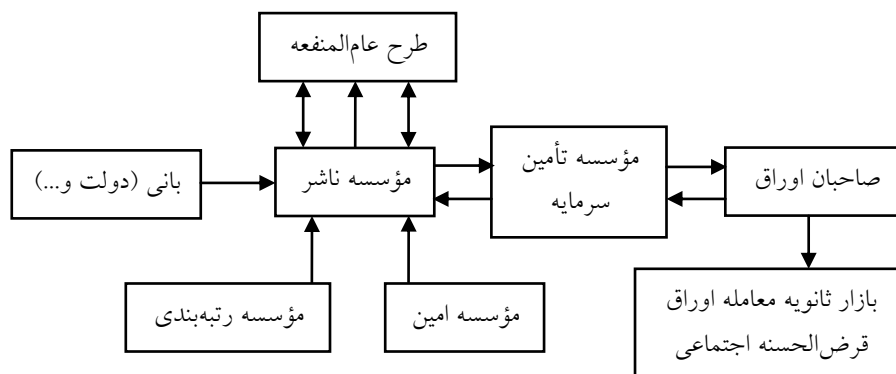 طرح عام‌المنفعه
صاحبان اوراق
مؤسسه تأمین
سرمایه
مؤسسه ناشر
بانی (دولت و...)
بازار ثانویه معامله اوراق
قرض‌الحسنه اجتماعی
مؤسسه امین
مؤسسه رتبه‌بندی